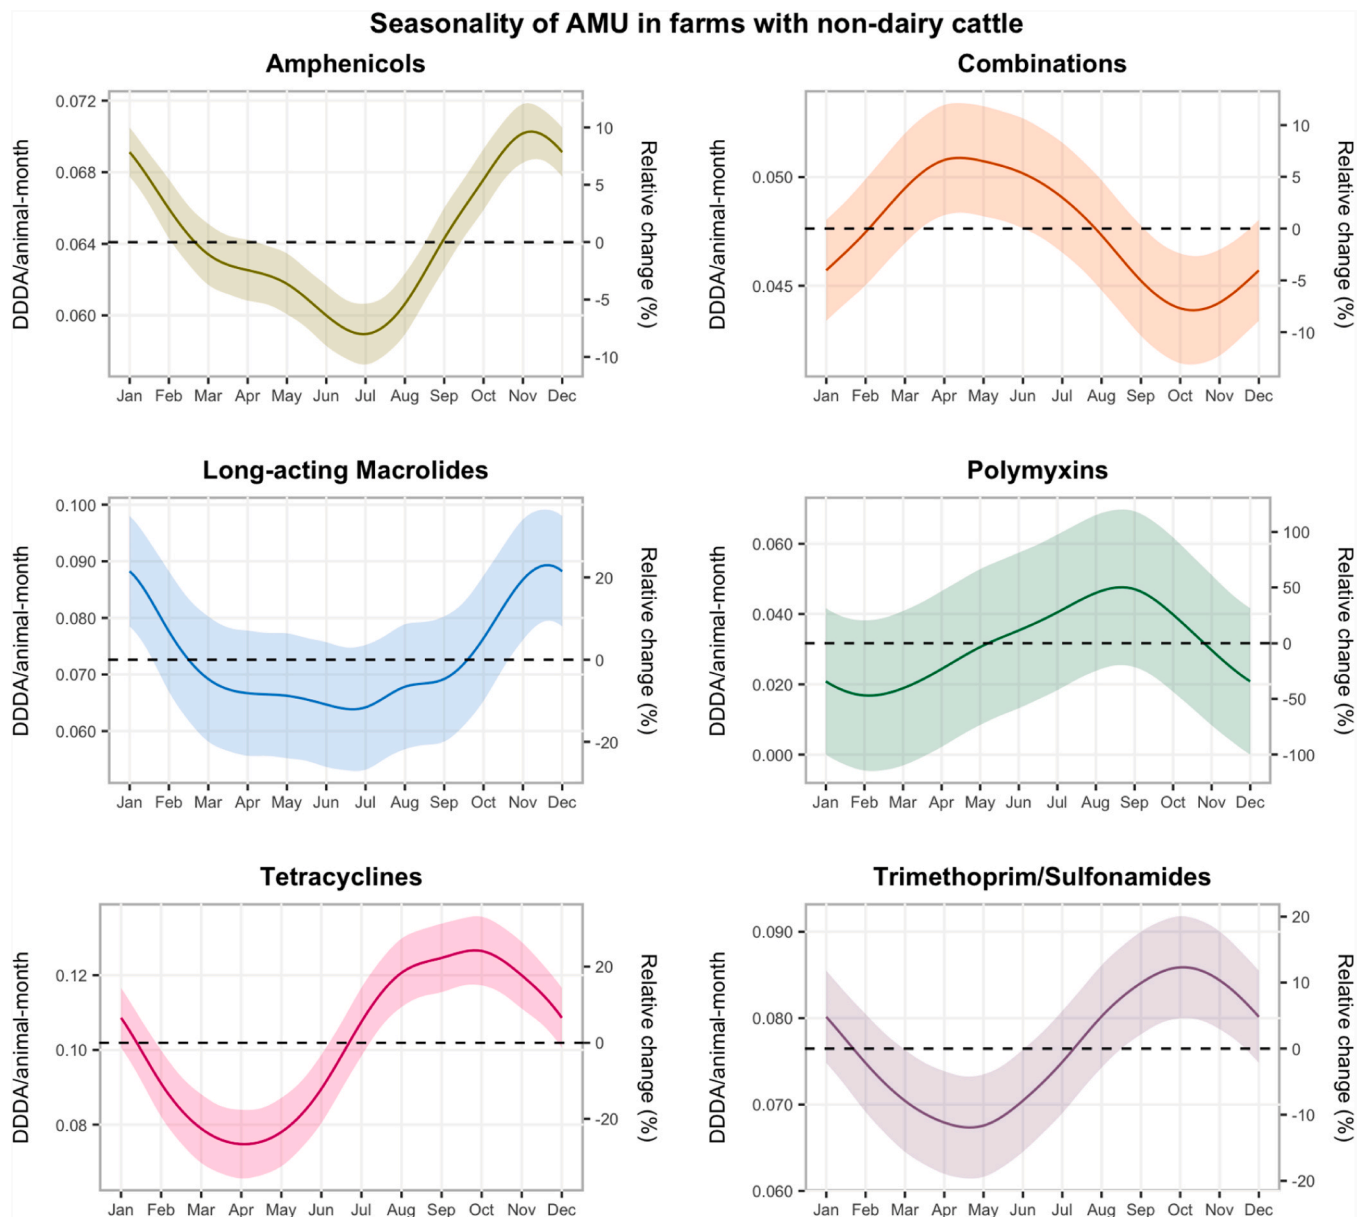 Seasonality of AMU in farms with non-dairy cattle
Amphenicols
DDDA/animal-month
0.072
0.068
0.064
0.060
10
5
0
-5
-10
Relative change (%)
Jan Feb Mar Apr May Jun Jul Aug Sep Oct Nov Dec
Combinations
DDDA/animal-month
0.050
0.045
10
5
0
-5
-10
Relative change (%)
Jan Feb Mar Apr May Jun Jul Aug Sep Oct Nov Dec
Long-acting Macrolides
DDDA/animal-month
0.100
0.090
0.080
0.070
0.060
20
0
-20
Relative change (%)
Jan Feb Mar Apr May Jun Jul Aug Sep Oct Nov Dec
Polymyxins
DDDA/animal-month
0.060
0.040
0.020
0.000
100
50
0
-50
-100
Relative change (%)
Jan Feb Mar Apr May Jun Jul Aug Sep Oct Nov Dec
Tetracyclines
DDDA/animal-month
0.12
0.10
0.08
20
0
-20
Relative change (%)
Jan Feb Mar Apr May Jun Jul Aug Sep Oct Nov Dec
Trimethoprim/Sulfonamides
DDDA/animal-month
0.090
0.080
0.070
0.060
20
10
0
-10
-20
Relative change (%)
Jan Feb Mar Apr May Jun Jul Aug Sep Oct Nov Dec